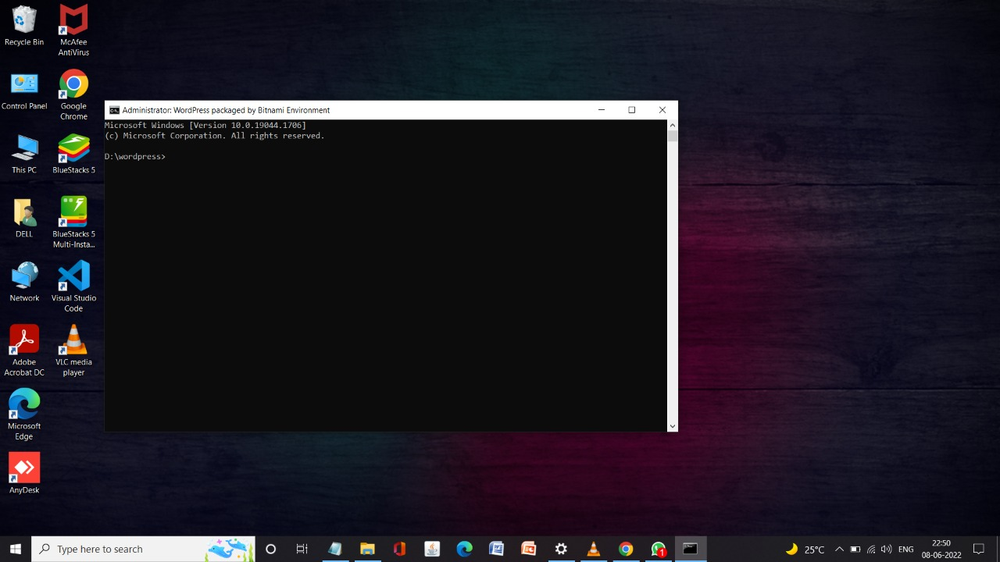 Recycle Bin
McAfee
AntiVirus
Control Panel
Google
Chrome
This PC
BlueStacks 5
DELL
BlueStacks 5
Multi-Insta...
Network
Visual Studio
Code
Adobe
Acrobat DC
VLC media
player
Microsoft
Edge
AnyDesk
Administrator: WordPress packaged by Bitnami Environment
Microsoft Windows [Version 10.0.19044.1706]
(c) Microsoft Corporation. All rights reserved.
D:\wordpress>
Type here to search
1
25°C
ENG
22:50
08-06-2022